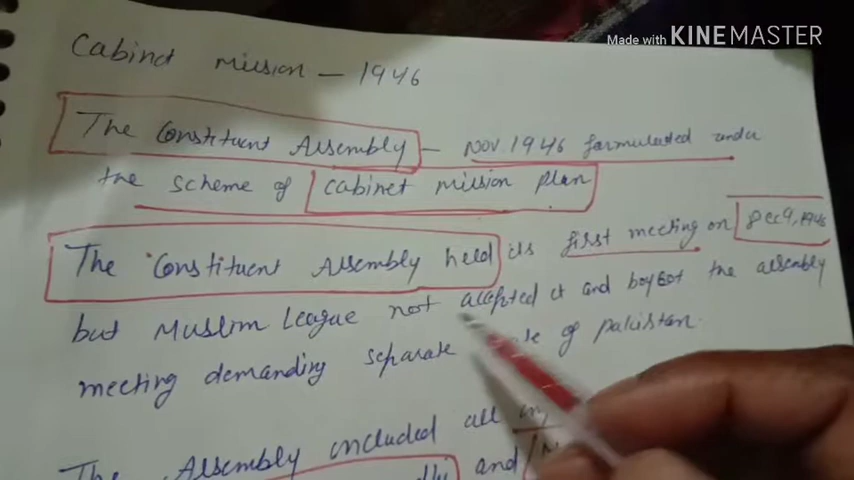 Made with KINEMASTER
Cabinet mission - 1946
The Constituent Assembly - Nov. 1946 formulated under
the scheme of cabinet mission plan
The Constituent Assembly held its first meeting on Dec 9, 1946
but Muslim League not accepted it and boycot the assembly
meeting demanding separate of pakistan.
The Assembly included all
and